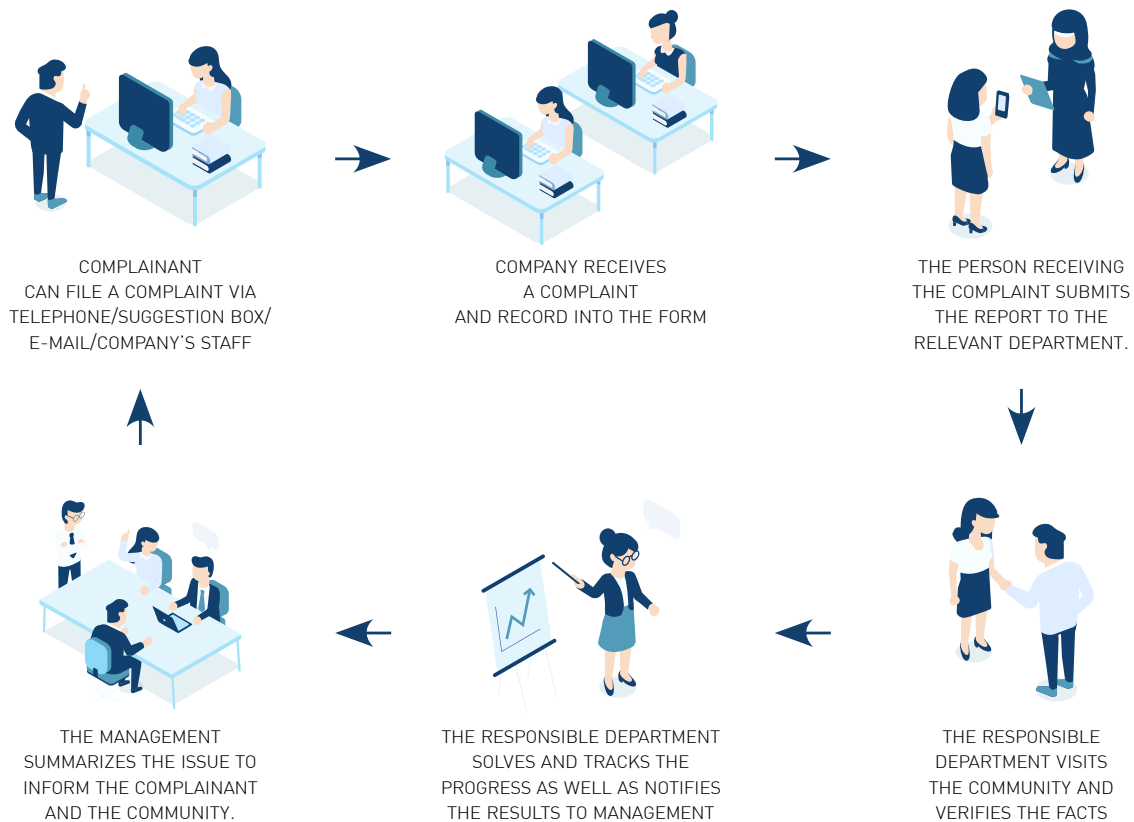 COMPLAINANT
CAN FILE A COMPLAINT VIA
TELEPHONE/SUGGESTION BOX/
E-MAIL/COMPANY'S STAFF
COMPANY RECEIVES
A COMPLAINT
AND RECORD INTO THE FORM
THE PERSON RECEIVING
THE COMPLAINT SUBMITS
THE REPORT TO THE
RELEVANT DEPARTMENT.
THE RESPONSIBLE
DEPARTMENT VISITS
THE COMMUNITY AND
VERIFIES THE FACTS
THE RESPONSIBLE DEPARTMENT
SOLVES AND TRACKS THE
PROGRESS AS WELL AS NOTIFIES
THE RESULTS TO MANAGEMENT
THE MANAGEMENT
SUMMARIZES THE ISSUE TO
INFORM THE COMPLAINANT
AND THE COMMUNITY.